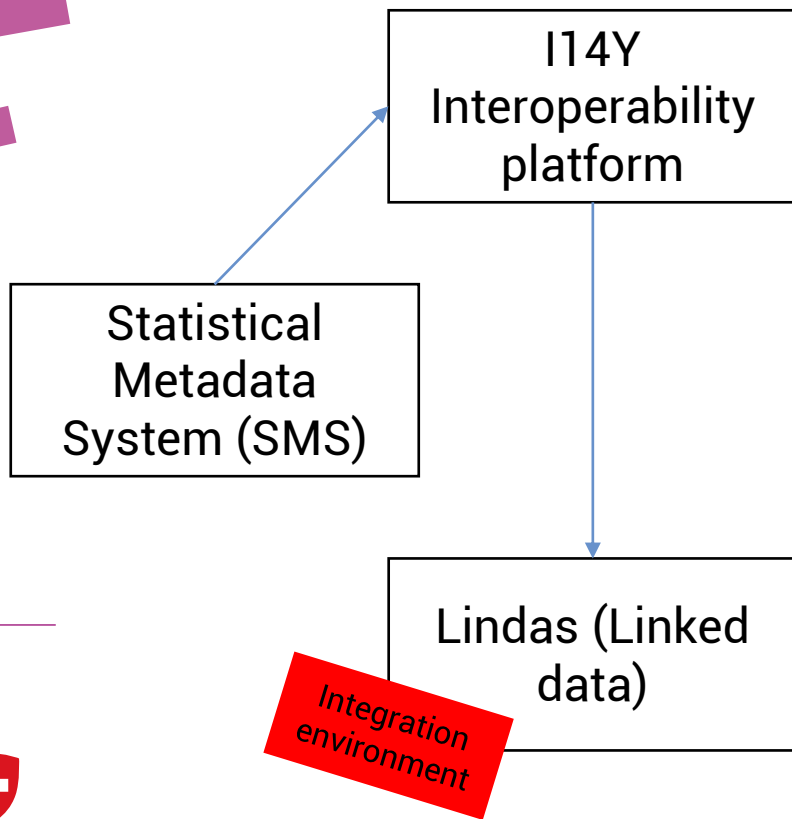 I14Y
Interoperability
platform
Statistical
Metadata
System (SMS)
Lindas (Linked
data)
Integration
environment